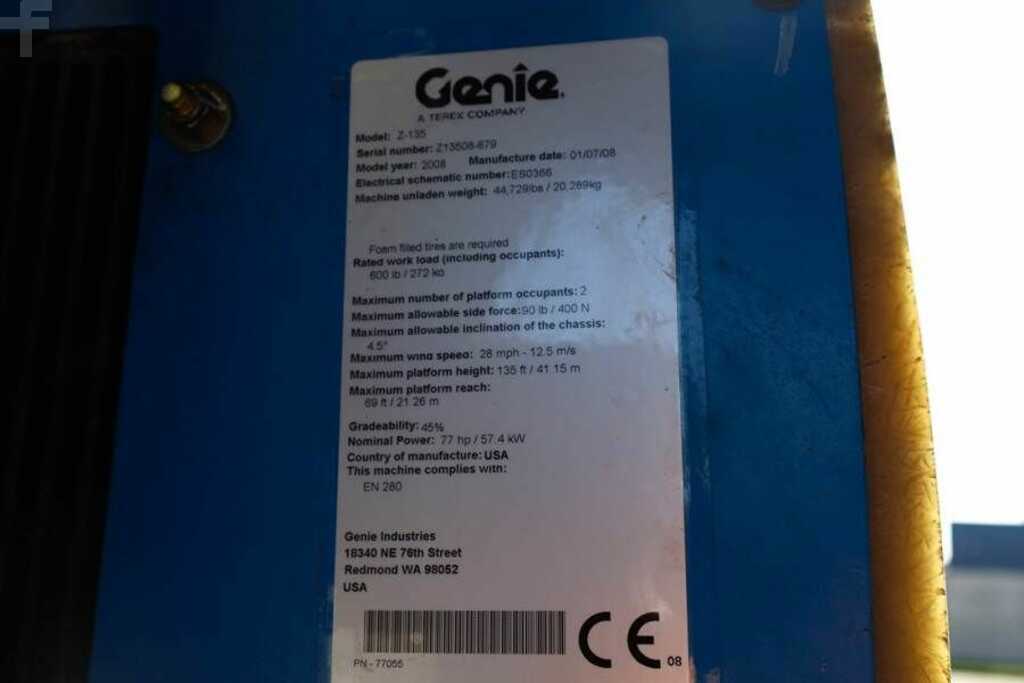 Genie
A TEREX COMPANY
Model: Z-135
Serial number: Z13508-679
Model year: 2008 Manufacture date: 01/07/08
Electrical schematic number: ES0366
Machine unladen weight: 44,729lbs / 20,289kg
Foam filled tires are required
Rated work load (including occupants):
600 lb / 272 kg
Maximum number of platform occupants: 2
Maximum allowable side force: 90 lb / 400 N
Maximum allowable inclination of the chassis:
4.5°
Maximum wind speed: 28 mph - 12.5 m/s
Maximum platform height: 135 ft / 41.15 m
Maximum platform reach:
69 ft / 21.26 m
Gradeability: 45%
Nominal Power: 77 hp / 57.4 kW
Country of manufacture: USA
This machine complies with:
EN 280
Genie Industries
18340 NE 76th Street
Redmond WA 98052
USA
CE 08
PN - 77055